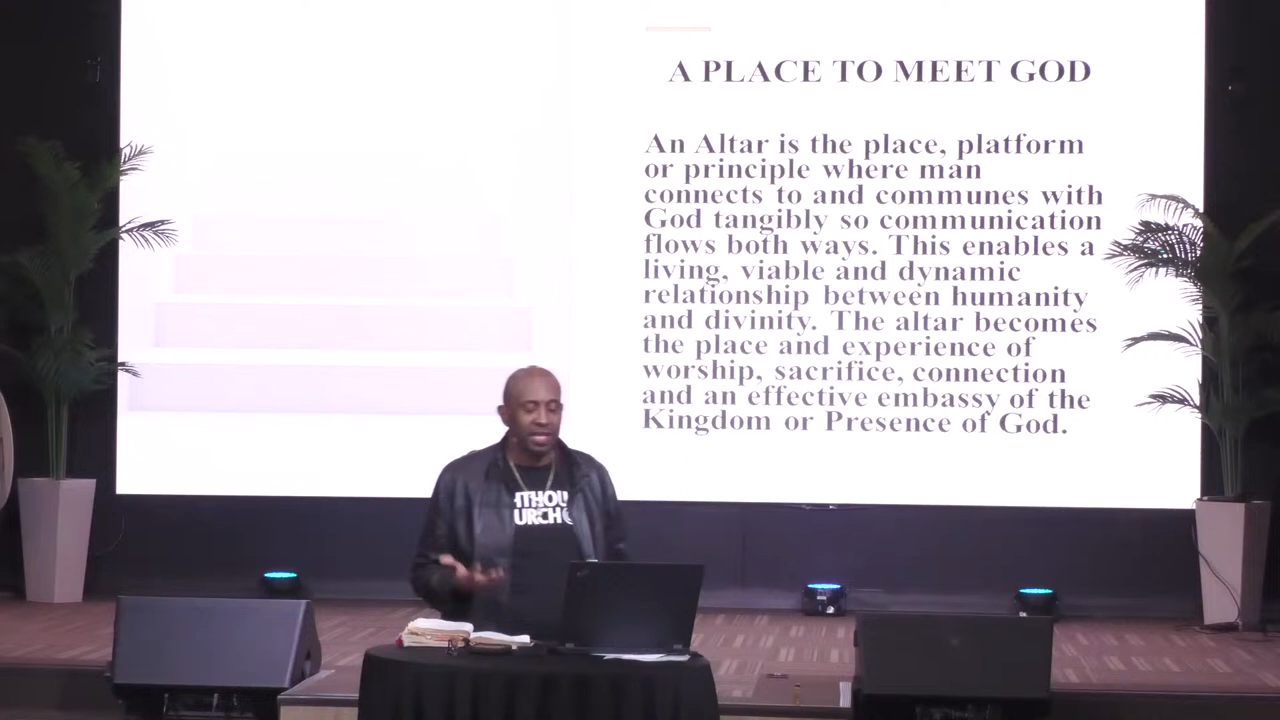 A PLACE TO MEET GOD
An Altar is the place, platform
or principle where man
connects to and communes with
God tangibly so communication
flows both ways. This enables a
living, viable and dynamic
relationship between humanity
and divinity. The altar becomes
the place and experience of
worship, sacrifice, connection
and an effective embassy of the
Kingdom or Presence of God.
HTHOU
URCH